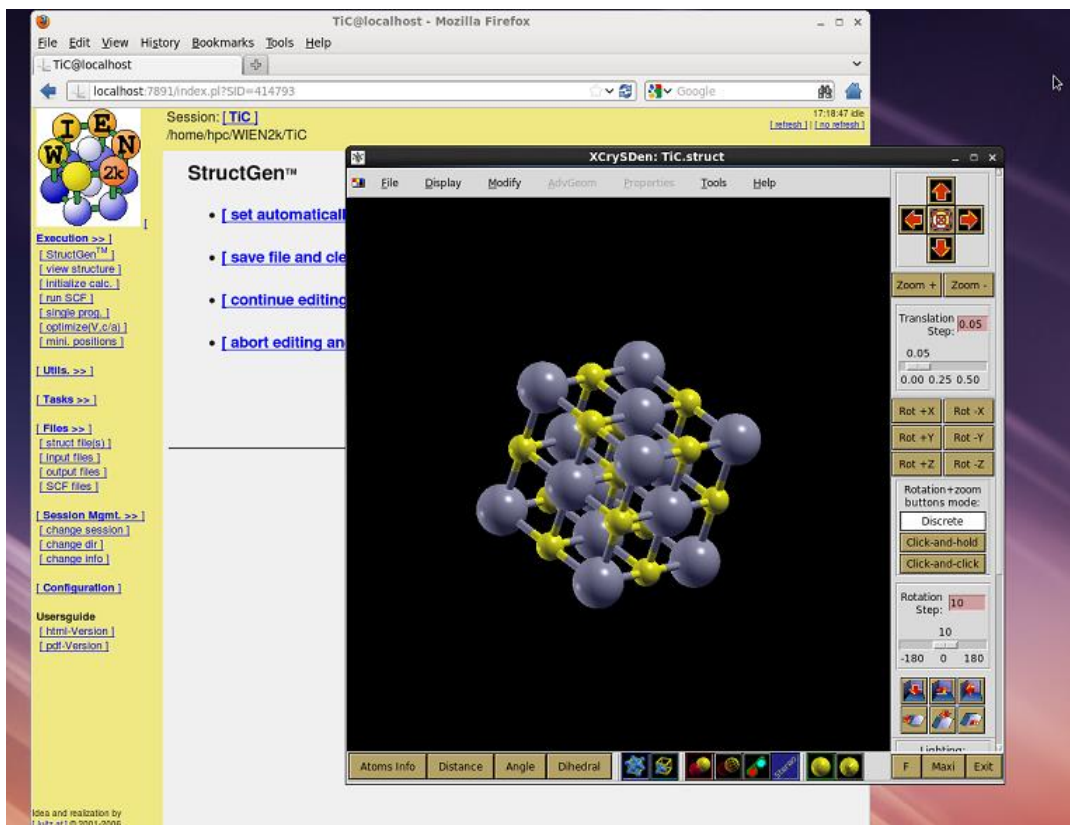 TiC@localhost - Mozilla Firefox
File Edit View History Bookmarks Tools Help
TiC@localhost
localhost:7891/index.pl?SID=414793
Google
W I E N 2k
Session: [ TiC ]
/home/hpc/WIEN2k/TiC
17:18:47 idle
[ refresh ] [ no refresh ]
[
Execution >> ]
[ StructGen™ ]
[ view structure ]
[ initialize calc. ]
[ run SCF ]
[ single prog. ]
[ optimize(V,c/a) ]
[ mini. positions ]
[ Utils. >> ]
[ Tasks >> ]
[ Files >> ]
[ struct file(s) ]
[ input files ]
[ output files ]
[ SCF files ]
[ Session Mgmt. >> ]
[ change session ]
[ change dir ]
[ change info ]
[ Configuration ]
Usersguide
[ html-Version ]
[ pdf-Version ]
Idea and realization by
StructGen™
• [ set automaticall
• [ save file and cle
• [ continue editing
• [ abort editing an
XCrySDen: TiC.struct
File Display Modify AdvGeom Properties Tools Help
Zoom + Zoom -
Translation
Step: 0.05
0.05
0.00 0.25 0.50
Rot +X Rot -X
Rot +Y Rot -Y
Rot +Z Rot -Z
Rotation+zoom
buttons mode:
Discrete
Click-and-hold
Click-and-click
Rotation
Step: 10
10
-180 0 180
Lighting:
Atoms Info Distance Angle Dihedral Stereo F Maxi Exit